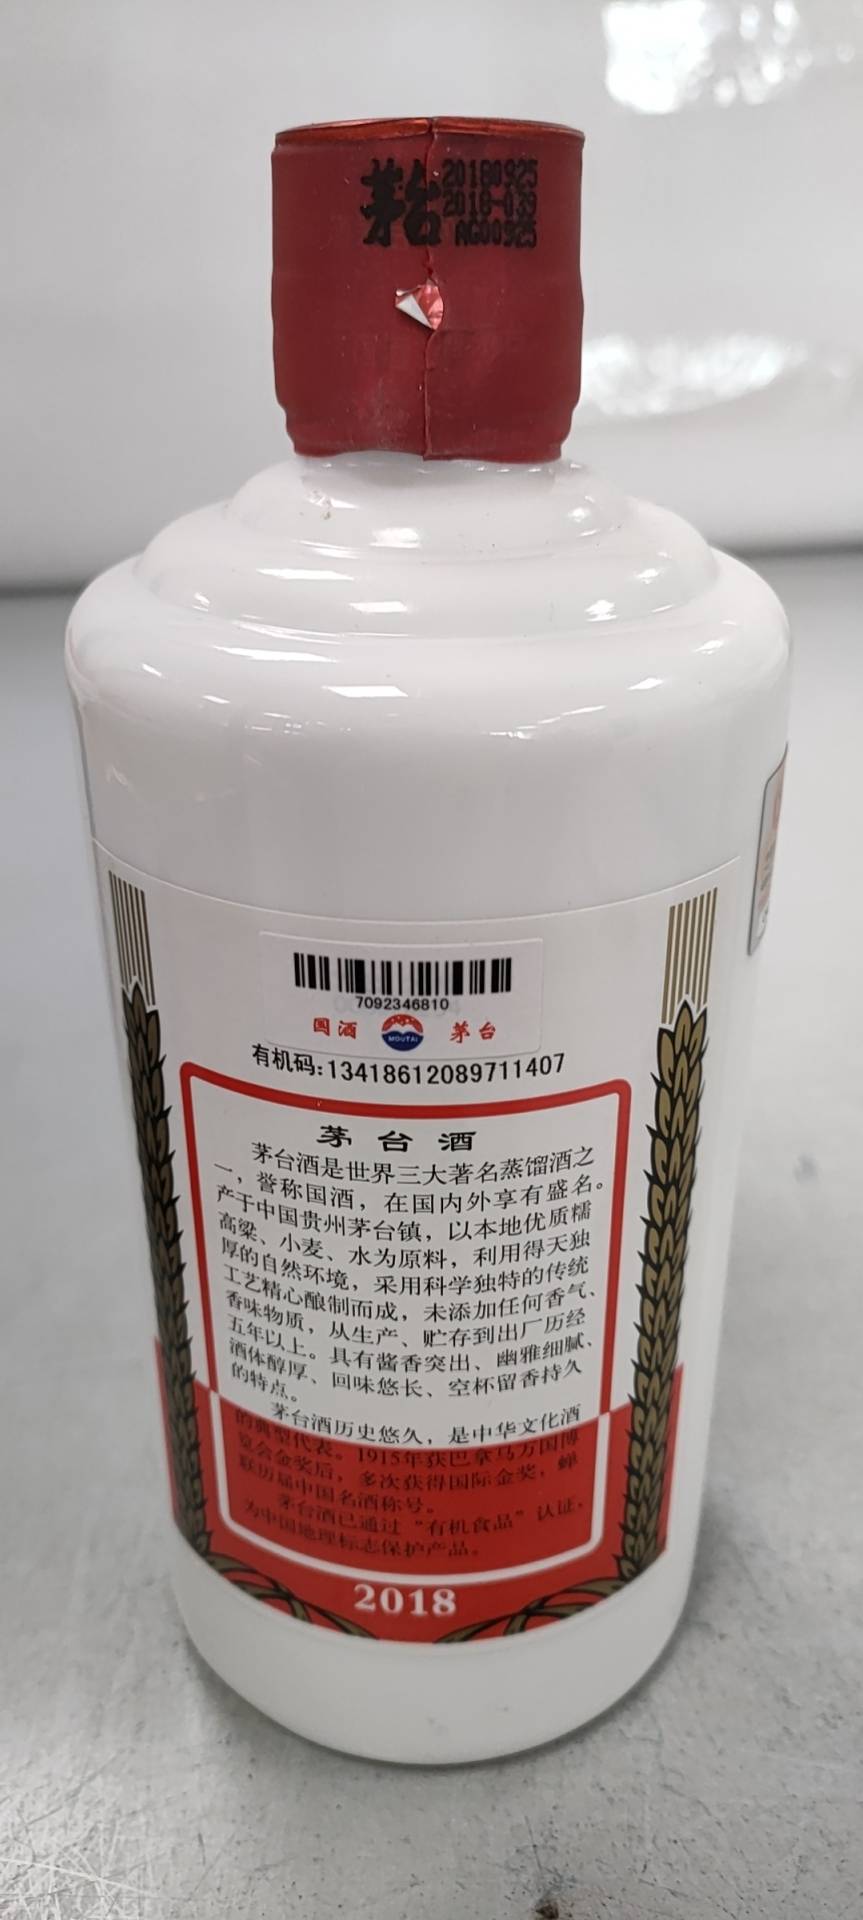 茅台
20180925
2018-039
AG00925
7092346810
国酒
MOUTAI
茅台
有机码:13418612089711407
茅台酒
茅台酒是世界三大著名蒸馏酒之
一，誉称国酒，在国内外享有盛名。
产于中国贵州茅台镇，以本地优质糯
高粱、小麦、水为原料，利用得天独
厚的自然环境，采用科学独特的传统
工艺精心酿制而成，未添加任何香气、
香味物质，从生产、贮存到出厂历经
五年以上。具有酱香突出、幽雅细腻、
酒体醇厚、回味悠长、空杯留香持久
的特点。
茅台酒历史悠久，是中华文化酒
的典型代表。1915年获巴拿马万国博
览会金奖后，多次获得国际金奖，蝉
联历届中国名酒称号。
茅台酒已通过“有机食品”认证，
为中国地理标志保护产品。
2018